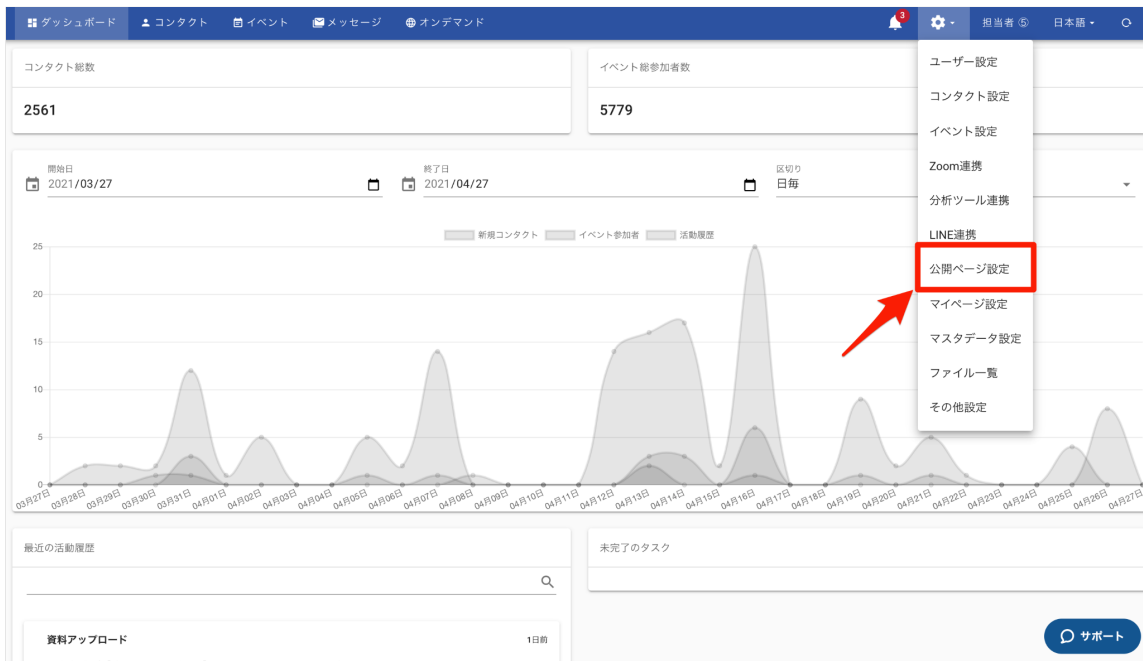 ダッシュボード コンタクト イベント メッセージ オンデマンド 3 担当者 ⑤ 日本語
コンタクト総数
2561
イベント総参加者数
5779
ユーザー設定
コンタクト設定
イベント設定
Zoom連携
分析ツール連携
LINE連携
公開ページ設定
マイページ設定
マスタデータ設定
ファイル一覧
その他設定
開始日
2021/03/27
終了日
2021/04/27
区切り
日毎
新規コンタクト イベント参加者 活動履歴
25
20
15
10
5
0
03月27日 03月28日 03月29日 03月30日 03月31日 04月01日 04月02日 04月03日 04月04日 04月05日 04月06日 04月07日 04月08日 04月09日 04月10日 04月11日 04月12日 04月13日 04月14日 04月15日 04月16日 04月17日 04月18日 04月19日 04月20日 04月21日 04月22日 04月23日 04月24日 04月25日 04月26日 04月27日
最近の活動履歴
資料アップロード 1日前
未完了のタスク
サポート